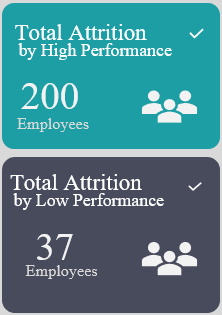 Total Attrition
by High Performance
200
Employees
Total Attrition
by Low Performance
37
Employees